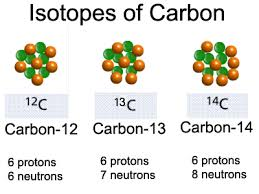 Isotopes of Carbon
¹²C ¹³C ¹⁴C
Carbon-12 Carbon-13 Carbon-14
6 protons 6 protons 6 protons
6 neutrons 7 neutrons 8 neutrons